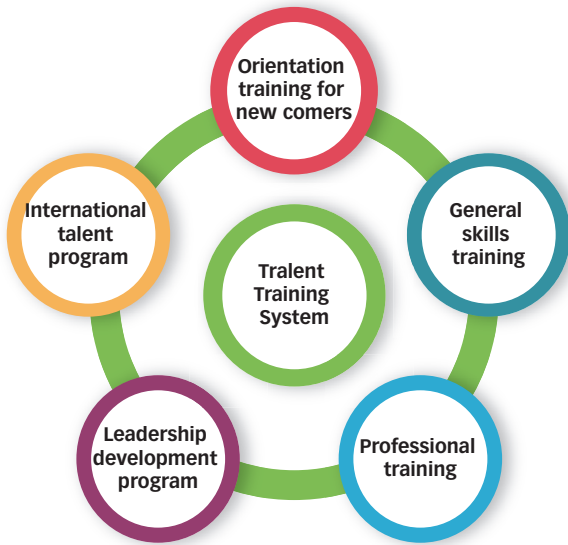 Orientation
training for
new comers
General
skills
training
Professional
training
Leadership
development
program
International
talent
program
Tralent
Training
System